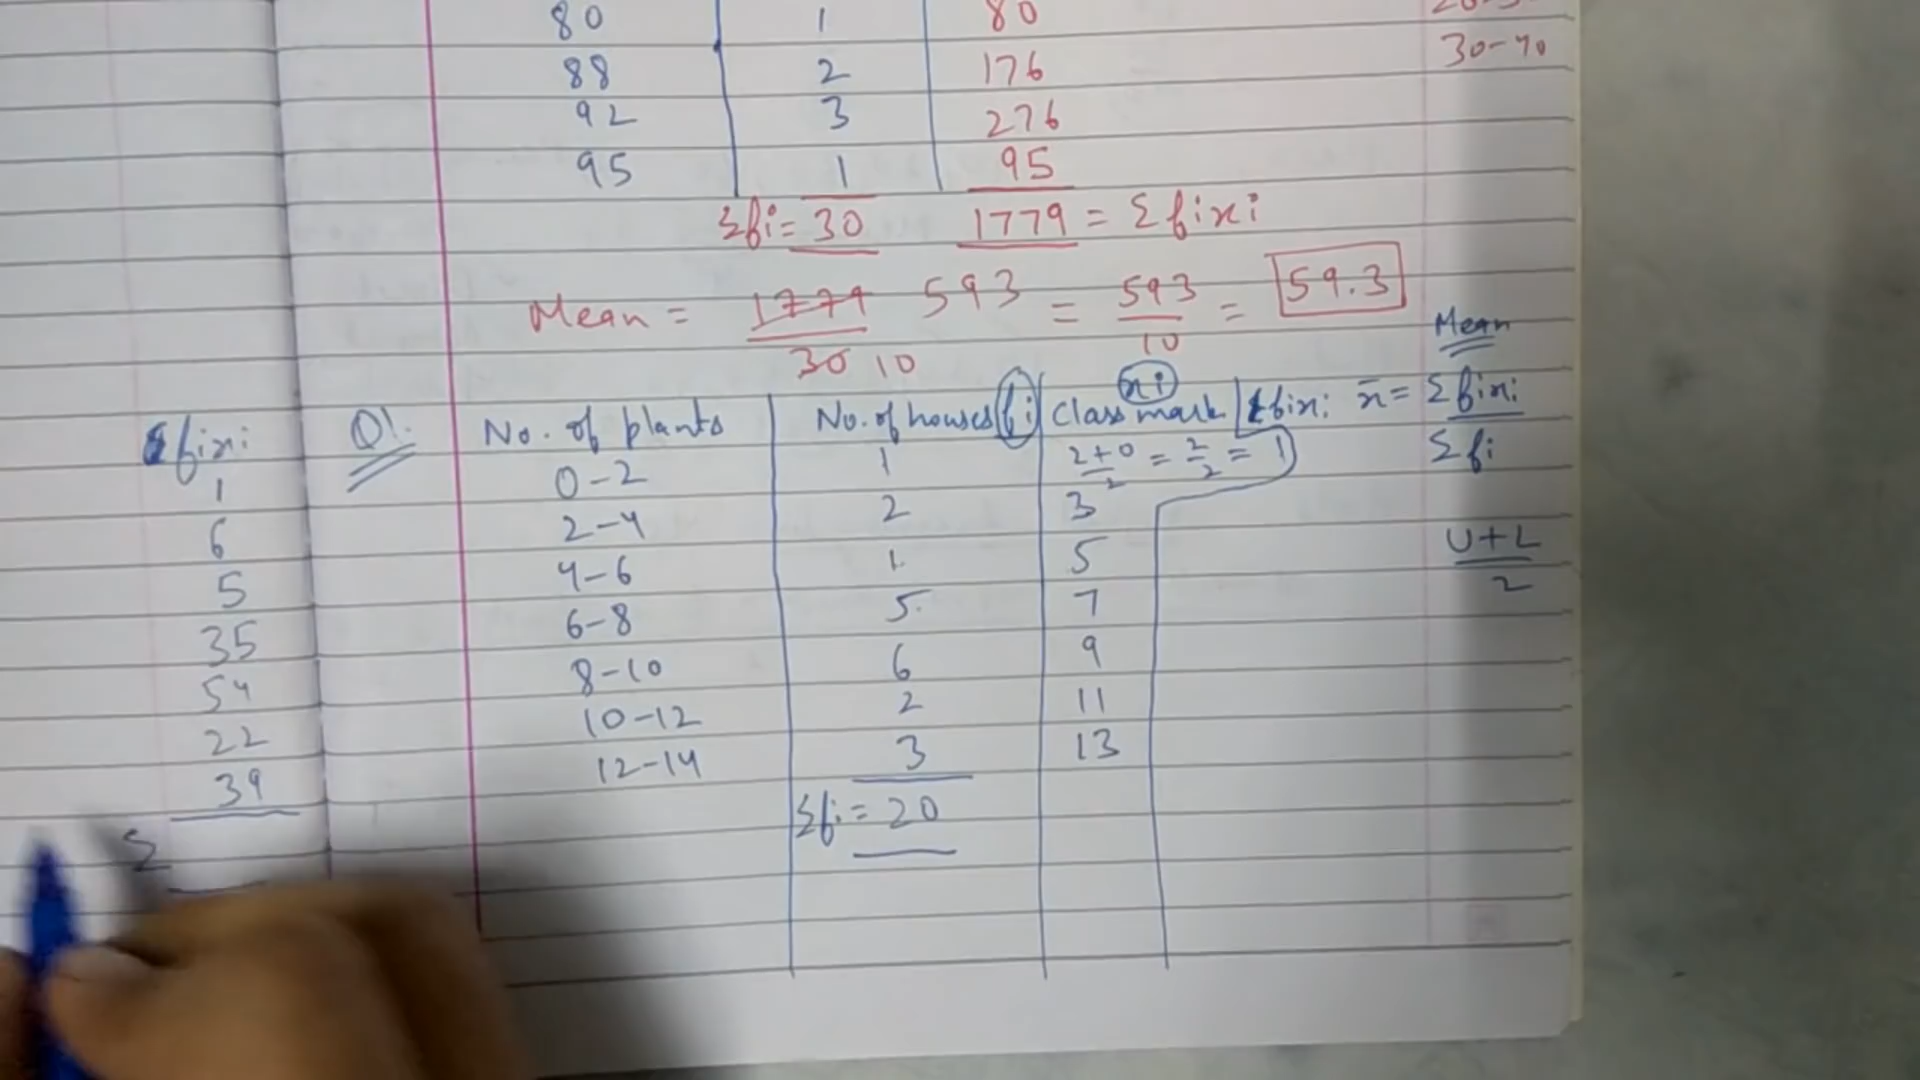 80 1 80
88 2 176 30-40
92 3 276
95 1 95
Σfi = 30 1779 = Σfixi
Mean = 1779 593 = 593 = 59.3
30 10 10
Mean
Σfixi Q1. No. of plants No. of houses (fi) Class mark xi Σfixi x̄ = Σfixi
1 0-2 1 2+0/2 = 2/2 = 1 Σfi
6 2-4 2 3
5 4-6 1 5 U+L
35 6-8 5 7 2
54 8-10 6 9
22 10-12 2 11
39 12-14 3 13
Σ Σfi = 20